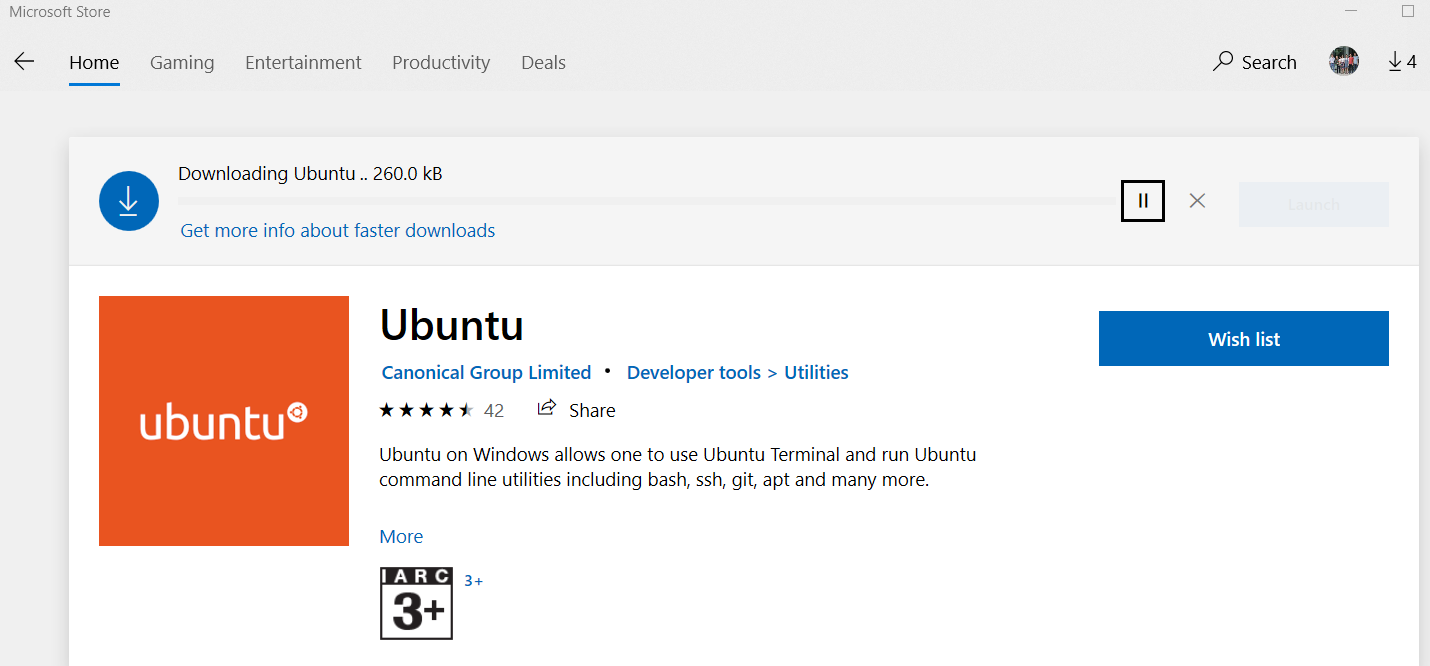 Microsoft Store
Home Gaming Entertainment Productivity Deals Search 4
Downloading Ubuntu .. 260.0 kB
Launch
Get more info about faster downloads
ubuntu
Ubuntu
Wish list
Canonical Group Limited • Developer tools > Utilities
42 Share
Ubuntu on Windows allows one to use Ubuntu Terminal and run Ubuntu
command line utilities including bash, ssh, git, apt and many more.
More
IARC
3+
3+